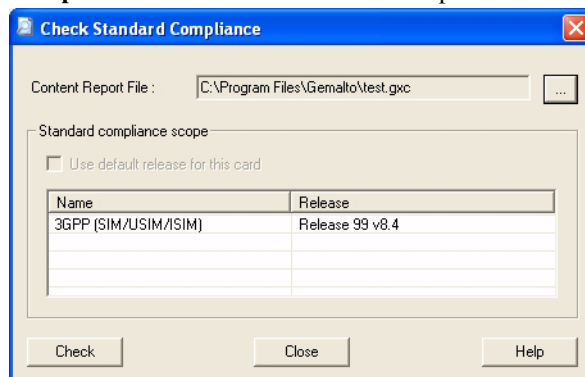 Check Standard Compliance
Content Report File : C:\Program Files\Gemalto\test.gxc ...
Standard compliance scope
Use default release for this card
Name Release
3GPP (SIM/USIM/ISIM) Release 99 v8.4
Check Close Help